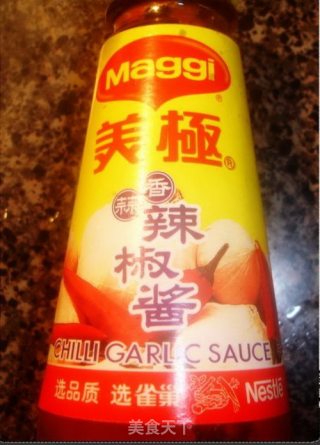 Maggi
®
美極®
蒜香
辣椒酱
CHILLI GARLIC SAUCE
选品质 选雀巢 Nestlé
美食天下